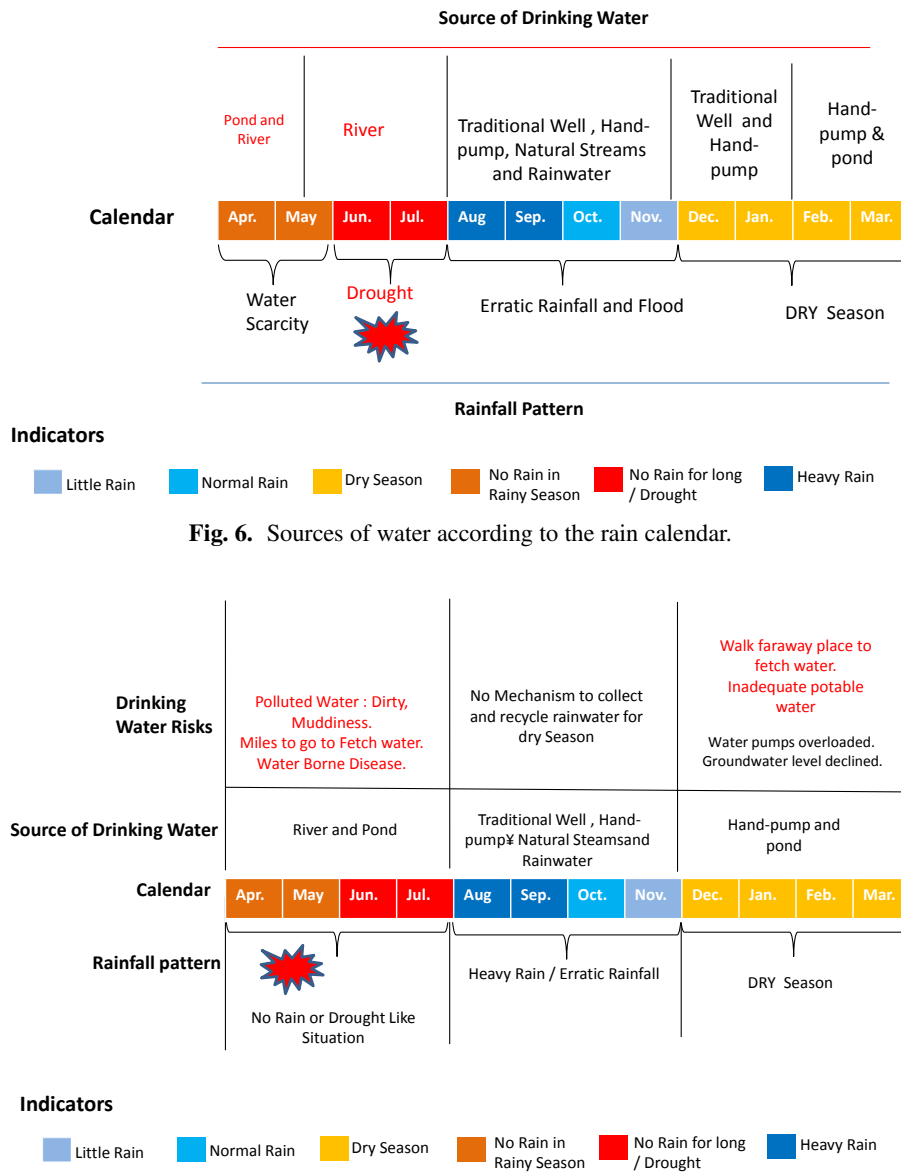 Source of Drinking Water
Pond and
River
River
Traditional Well , Hand-
pump, Natural Streams
and Rainwater
Traditional
Well and
Hand-
pump
Hand-
pump &
pond
Calendar
Apr. May Jun. Jul. Aug Sep. Oct. Nov. Dec. Jan. Feb. Mar.
Water
Scarcity
Drought
Erratic Rainfall and Flood
DRY Season
Rainfall Pattern
Indicators
Little Rain
Normal Rain
Dry Season
No Rain in
Rainy Season
No Rain for long
/ Drought
Heavy Rain
Fig. 6. Sources of water according to the rain calendar.
Drinking
Water Risks
Polluted Water : Dirty,
Muddiness.
Miles to go to Fetch water.
Water Borne Disease.
No Mechanism to collect
and recycle rainwater for
dry Season
Walk faraway place to
fetch water.
Inadequate potable
water
Water pumps overloaded.
Groundwater level declined.
Source of Drinking Water
River and Pond
Traditional Well , Hand-
pump¥ Natural Steamsand
Rainwater
Hand-pump and
pond
Calendar
Apr. May Jun. Jul. Aug Sep. Oct. Nov. Dec. Jan. Feb. Mar.
Rainfall pattern
No Rain or Drought Like
Situation
Heavy Rain / Erratic Rainfall
DRY Season
Indicators
Little Rain
Normal Rain
Dry Season
No Rain in
Rainy Season
No Rain for long
/ Drought
Heavy Rain